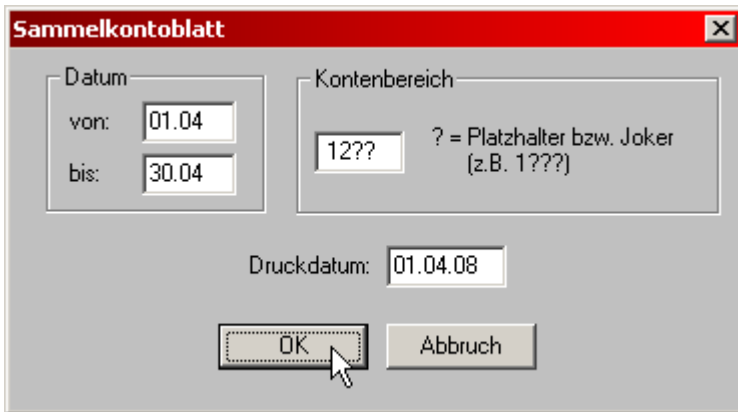 Sammelkontoblatt
Datum
von: 01.04
bis: 30.04
Kontenbereich
12??
? = Platzhalter bzw. Joker
(z.B. 1???)
Druckdatum: 01.04.08
OK
Abbruch